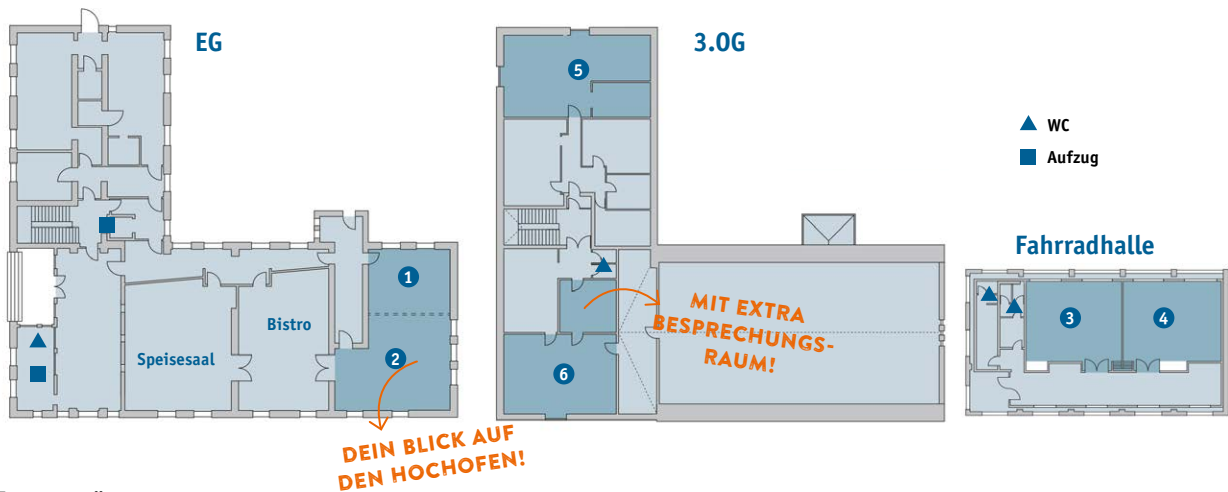 EG
3.OG
WC
Aufzug
Fahrradhalle
5
1
2
Bistro
Speisesaal
6
3
4
MIT EXTRA
BESPRECHUNGS-
RAUM!
DEIN BLICK AUF
DEN HOCHOFEN!